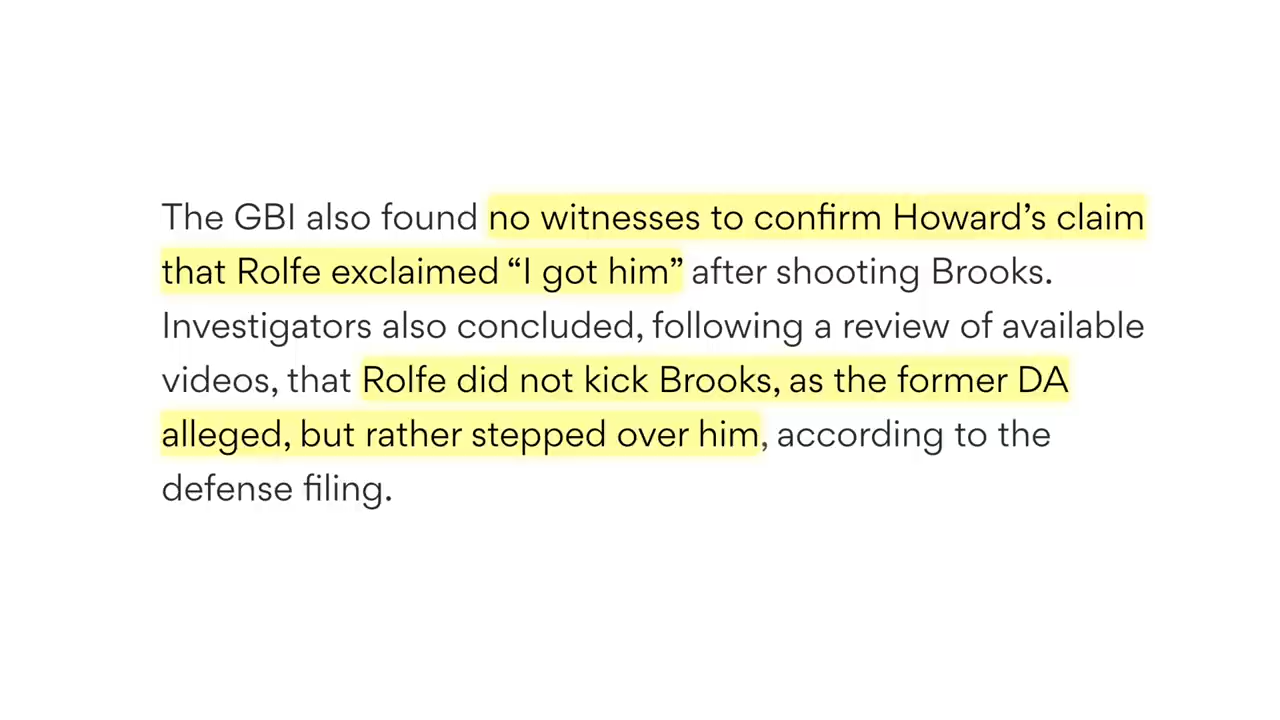 The GBI also found no witnesses to confirm Howard’s claim
that Rolfe exclaimed “I got him” after shooting Brooks.
Investigators also concluded, following a review of available
videos, that Rolfe did not kick Brooks, as the former DA
alleged, but rather stepped over him, according to the
defense filing.